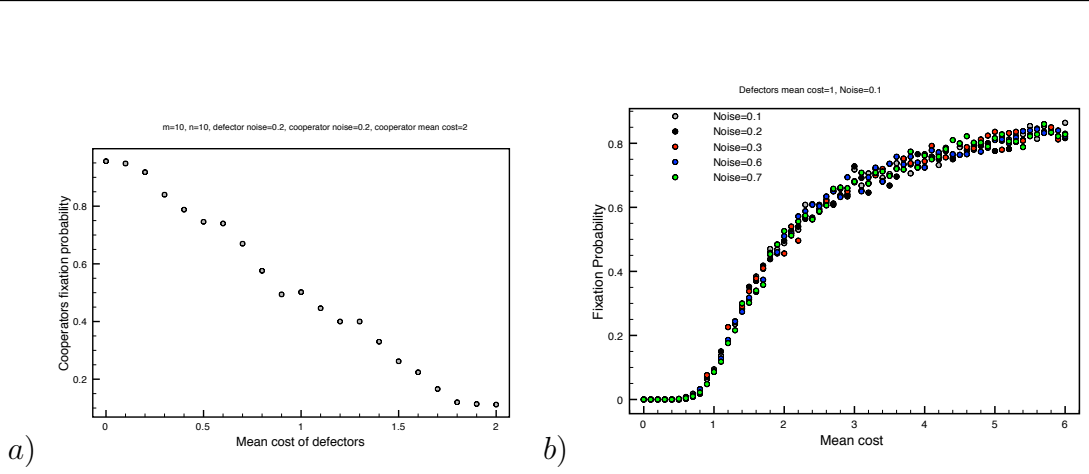 m=10, n=10, defector noise=0.2, cooperator noise=0.2, cooperator mean cost=2
Cooperators fixation probability
0.8
0.6
0.4
0.2
0
0.5
1
1.5
2
Mean cost of defectors
a)
Defectors mean cost=1, Noise=0.1
Noise=0.1
Noise=0.2
Noise=0.3
Noise=0.6
Noise=0.7
Fixation Probability
0.8
0.6
0.4
0.2
0
0
1
2
3
4
5
6
Mean cost
b)